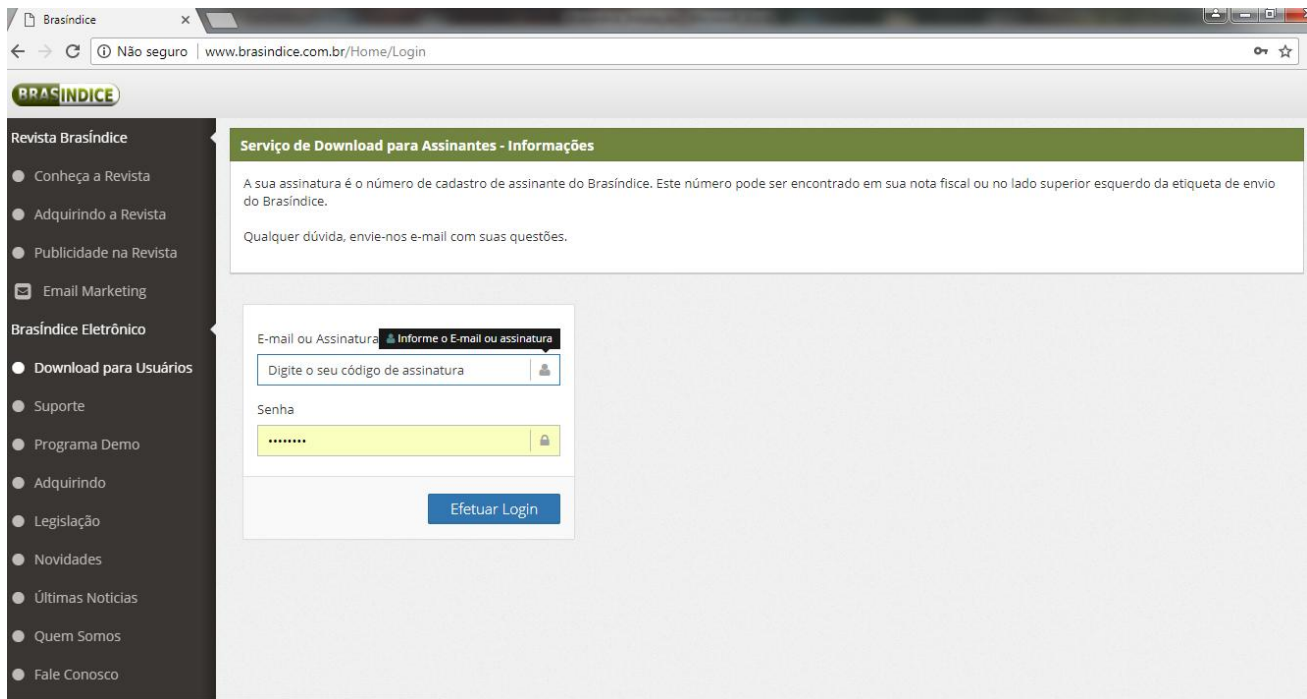 Brasíndice
Não seguro | www.brasindice.com.br/Home/Login
BRASINDICE
Revista BrasÍndice
Conheça a Revista
Adquirindo a Revista
Publicidade na Revista
Email Marketing
BrasÍndice Eletrônico
Download para Usuários
Suporte
Programa Demo
Adquirindo
Legislação
Novidades
Últimas Noticias
Quem Somos
Fale Conosco
Serviço de Download para Assinantes - Informações
A sua assinatura é o número de cadastro de assinante do Brasíndice. Este número pode ser encontrado em sua nota fiscal ou no lado superior esquerdo da etiqueta de envio
do Brasíndice.
Qualquer dúvida, envie-nos e-mail com suas questões.
E-mail ou Assinatura
Informe o E-mail ou assinatura
Digite o seu código de assinatura
Senha
••••••••
Efetuar Login